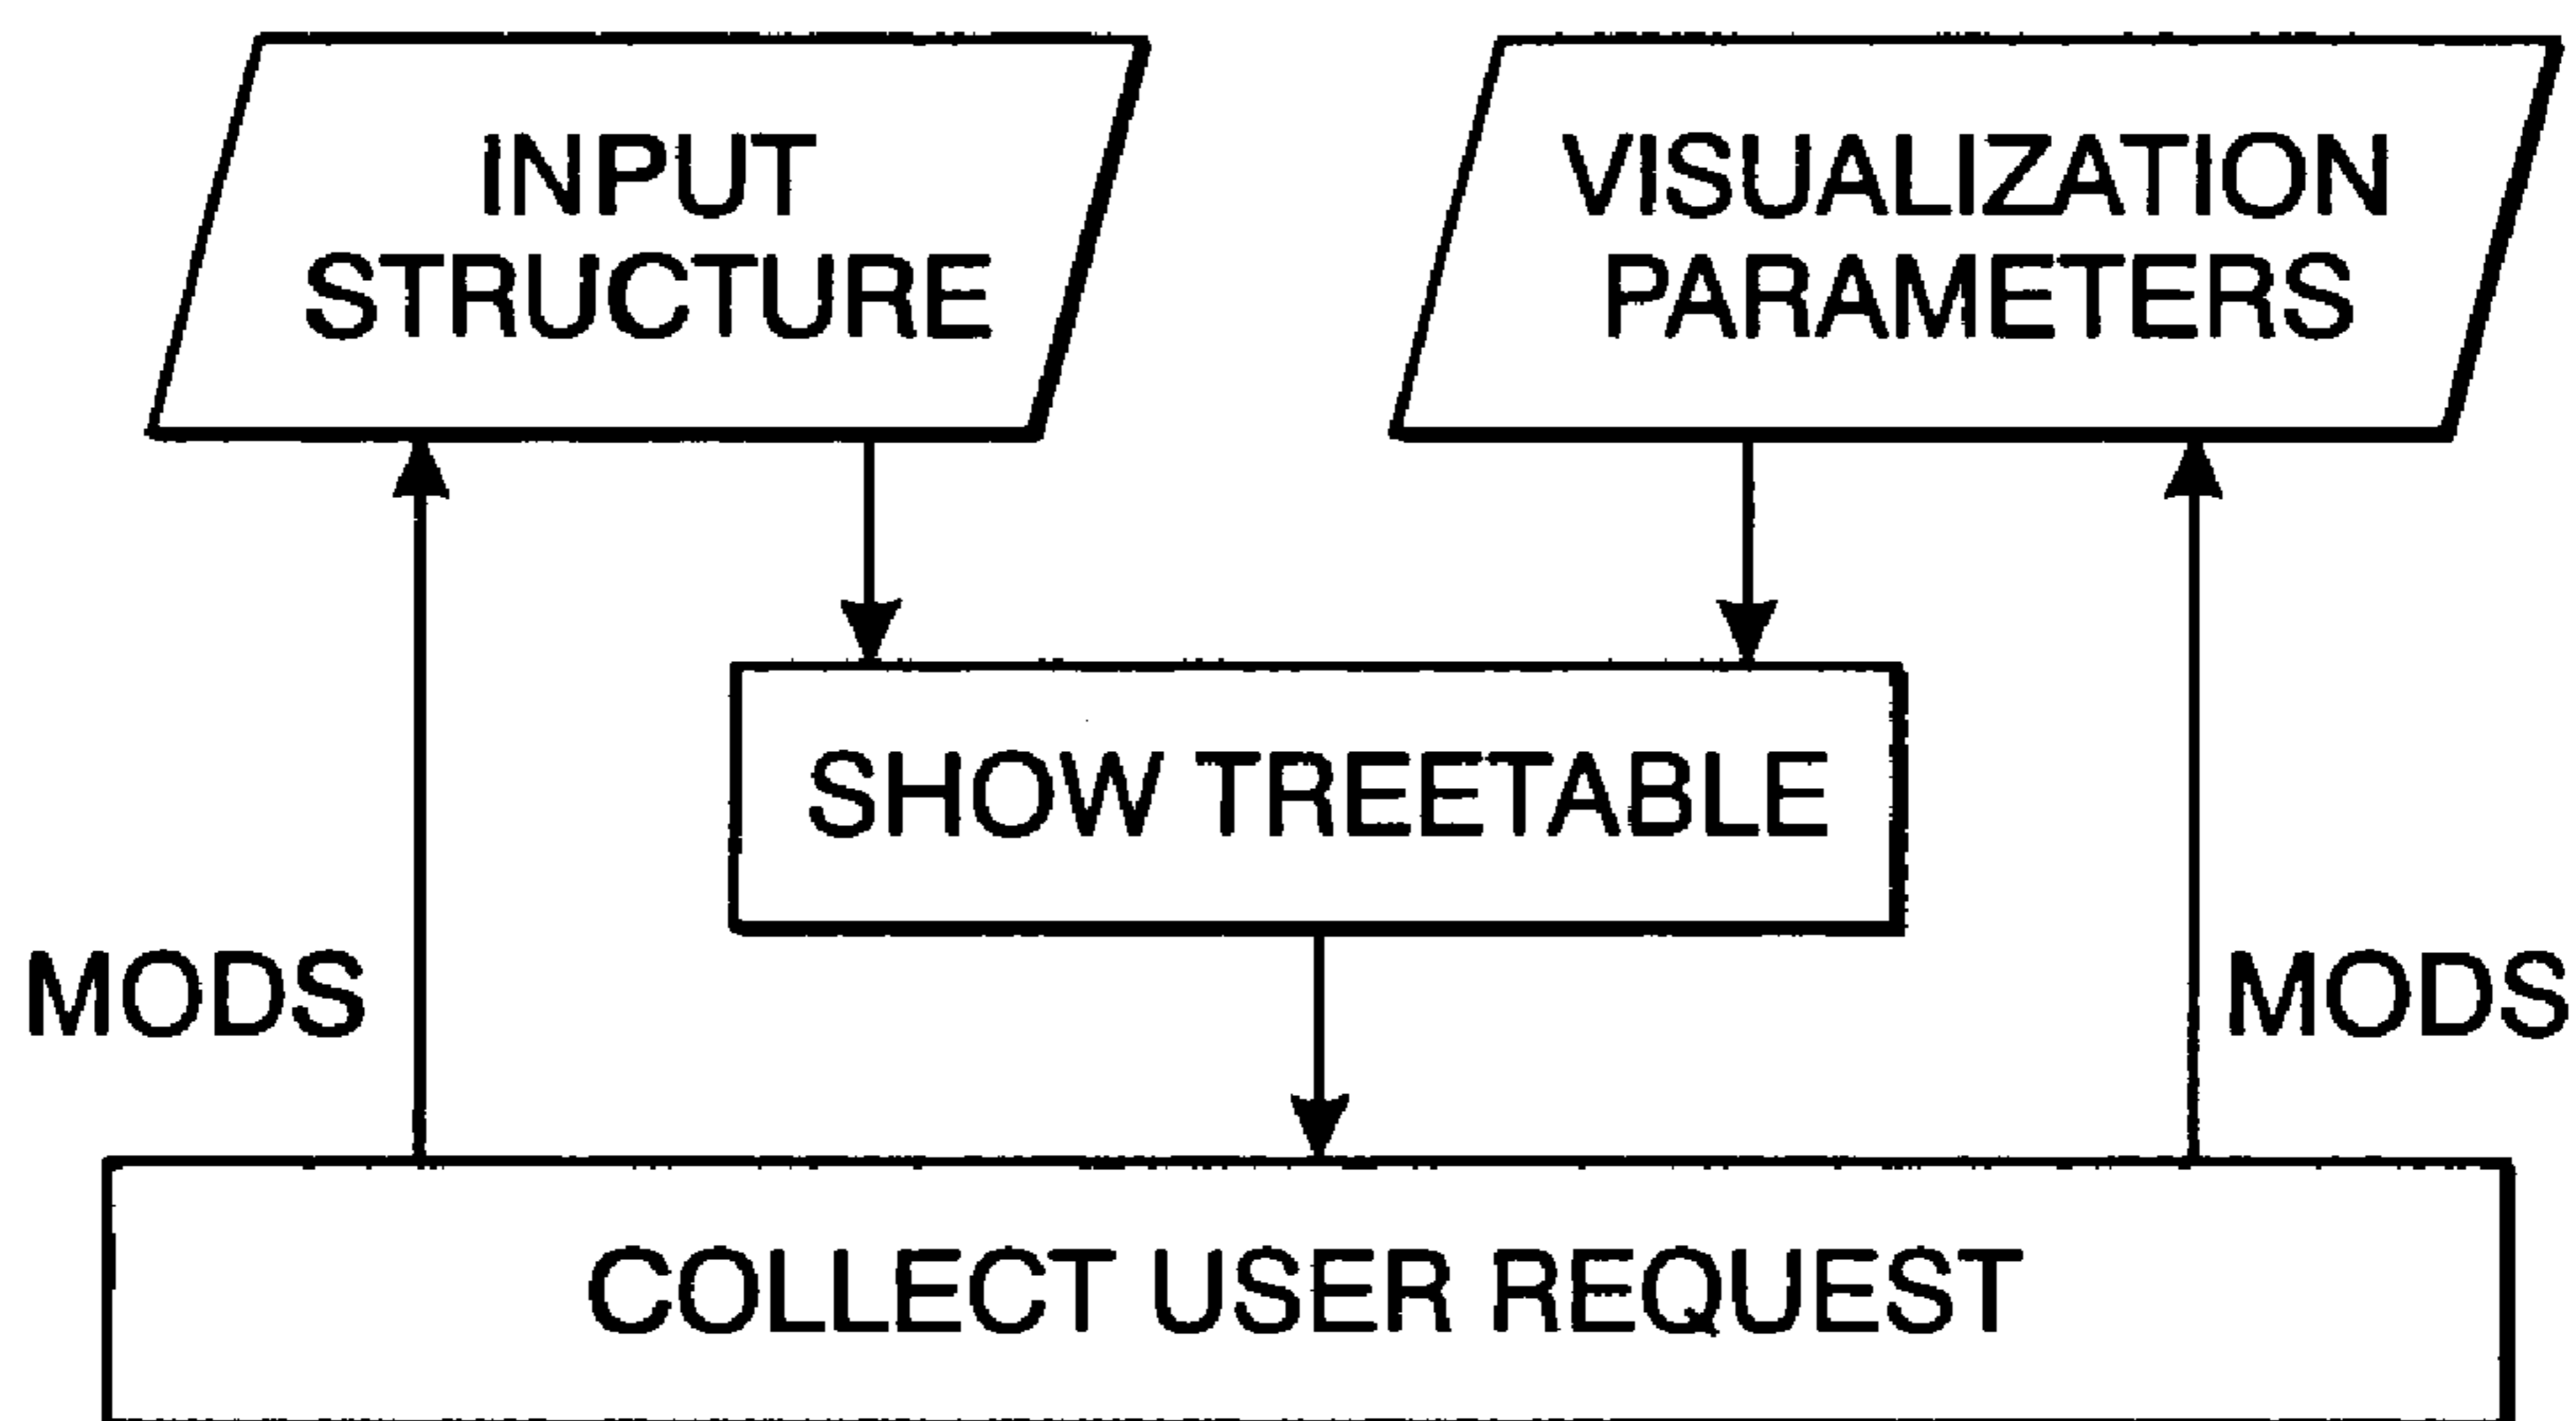 INPUT
STRUCTURE
VISUALIZATION
PARAMETERS
SHOW TREETABLE
MODS
MODS
COLLECT USER REQUEST